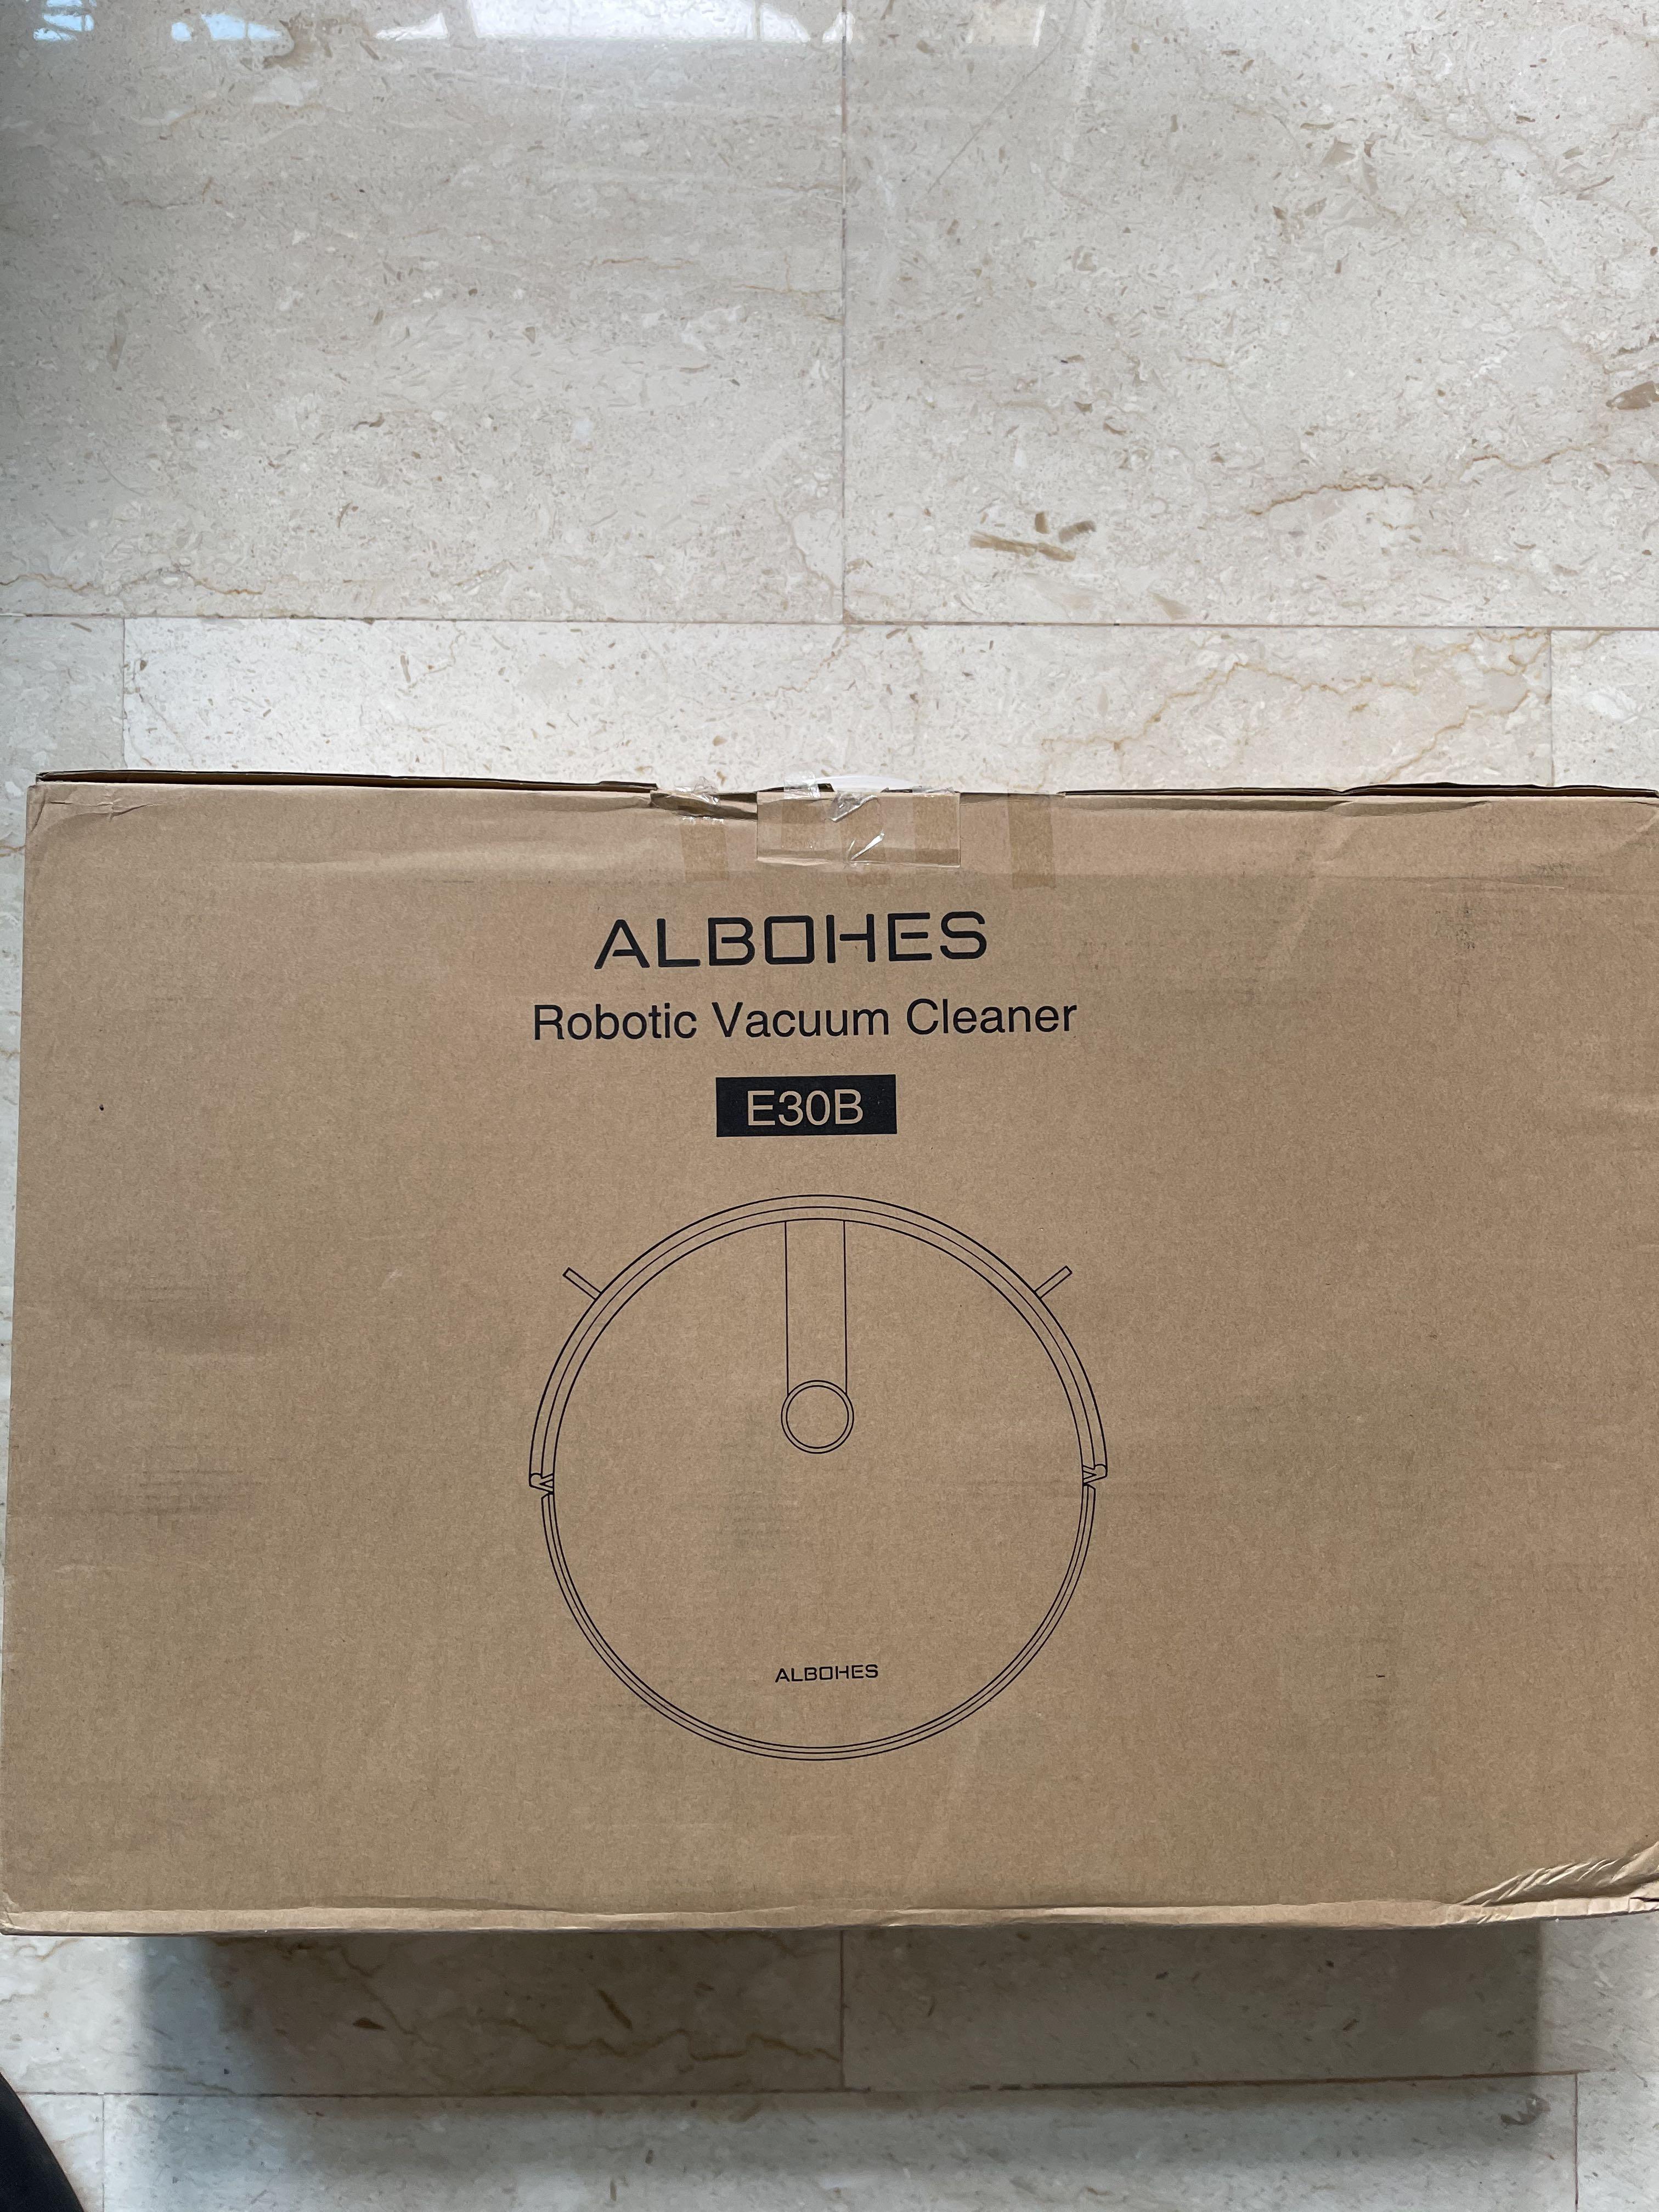 ALBOHES
Robotic Vacuum Cleaner
E30B
ALBOHES